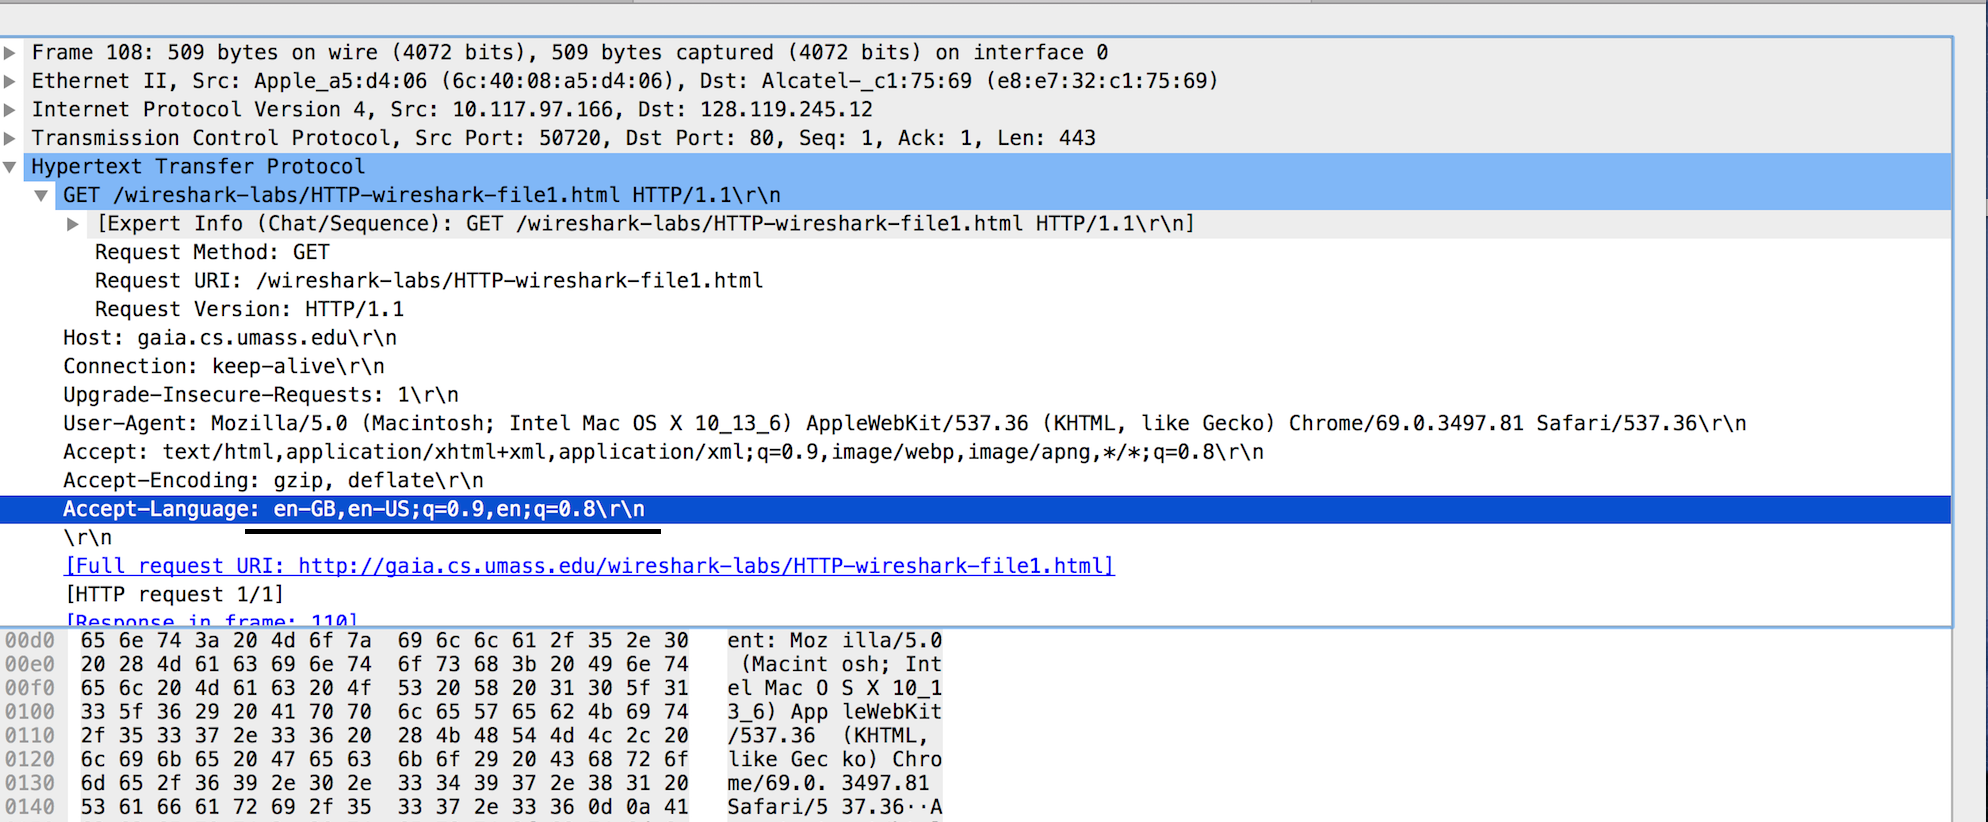 Frame 108: 509 bytes on wire (4072 bits), 509 bytes captured (4072 bits) on interface 0
Ethernet II, Src: Apple_a5:d4:06 (6c:40:08:a5:d4:06), Dst: Alcatel-_c1:75:69 (e8:e7:32:c1:75:69)
Internet Protocol Version 4, Src: 10.117.97.166, Dst: 128.119.245.12
Transmission Control Protocol, Src Port: 50720, Dst Port: 80, Seq: 1, Ack: 1, Len: 443
Hypertext Transfer Protocol
GET /wireshark-labs/HTTP-wireshark-file1.html HTTP/1.1\r\n
[Expert Info (Chat/Sequence): GET /wireshark-labs/HTTP-wireshark-file1.html HTTP/1.1\r\n]
Request Method: GET
Request URI: /wireshark-labs/HTTP-wireshark-file1.html
Request Version: HTTP/1.1
Host: gaia.cs.umass.edu\r\n
Connection: keep-alive\r\n
Upgrade-Insecure-Requests: 1\r\n
User-Agent: Mozilla/5.0 (Macintosh; Intel Mac OS X 10_13_6) AppleWebKit/537.36 (KHTML, like Gecko) Chrome/69.0.3497.81 Safari/537.36\r\n
Accept: text/html,application/xhtml+xml,application/xml;q=0.9,image/webp,image/apng,*/*;q=0.8\r\n
Accept-Encoding: gzip, deflate\r\n
Accept-Language: en-GB,en-US;q=0.9,en;q=0.8\r\n
\r\n
[Full request URI: http://gaia.cs.umass.edu/wireshark-labs/HTTP-wireshark-file1.html]
[HTTP request 1/1]
[Response in frame: 110]
00d0 65 6e 74 3a 20 4d 6f 7a 69 6c 6c 61 2f 35 2e 30 ent: Moz illa/5.0
00e0 20 28 4d 61 63 69 6e 74 6f 73 68 3b 20 49 6e 74 (Macint osh; Int
00f0 65 6c 20 4d 61 63 20 4f 53 20 58 20 31 30 5f 31 el Mac O S X 10_1
0100 33 5f 36 29 20 41 70 70 6c 65 57 65 62 4b 69 74 3_6) App leWebKit
0110 2f 35 33 37 2e 33 36 20 28 4b 48 54 4d 4c 2c 20 /537.36 (KHTML,
0120 6c 69 6b 65 20 47 65 63 6b 6f 29 20 43 68 72 6f like Gec ko) Chro
0130 6d 65 2f 36 39 2e 30 2e 33 34 39 37 2e 38 31 20 me/69.0. 3497.81
0140 53 61 66 61 72 69 2f 35 33 37 2e 33 36 0d 0a 41 Safari/5 37.36··A